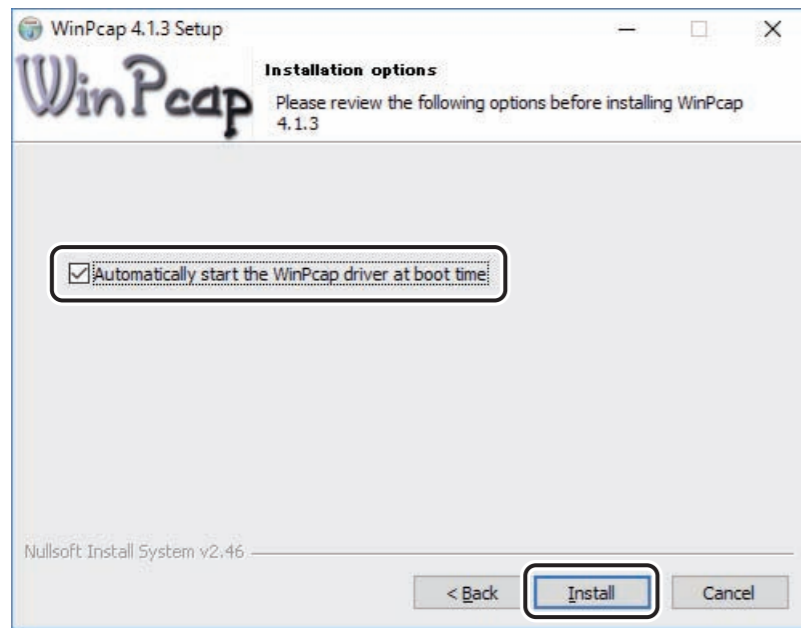 WinPcap 4.1.3 Setup
WinPcap
Installation options
Please review the following options before installing WinPcap
4.1.3
Automatically start the WinPcap driver at boot time
Nullsoft Install System v2.46
< Back
Install
Cancel